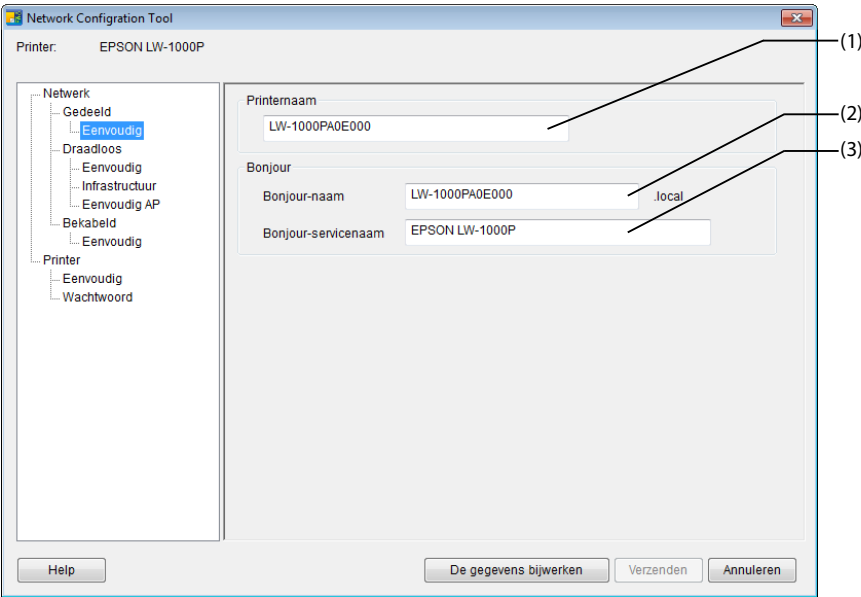 Network Configration Tool
Printer: EPSON LW-1000P
(1)
(2)
(3)
Netwerk
Gedeeld
Eenvoudig
Draadloos
Eenvoudig
Infrastructuur
Eenvoudig AP
Bekabeld
Eenvoudig
Printer
Eenvoudig
Wachtwoord
Printernaam
LW-1000PA0E000
Bonjour
Bonjour-naam LW-1000PA0E000 .local
Bonjour-servicenaam EPSON LW-1000P
Help De gegevens bijwerken Verzenden Annuleren